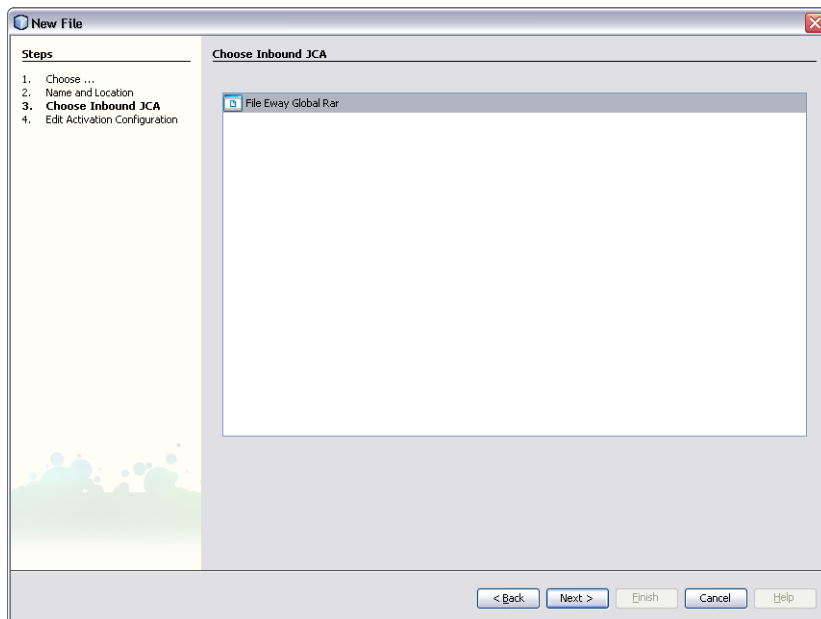 New File
Steps
1. Choose ...
2. Name and Location
3. Choose Inbound JCA
4. Edit Activation Configuration
Choose Inbound JCA
File Eway Global Rar
< Back
Next >
Finish
Cancel
Help